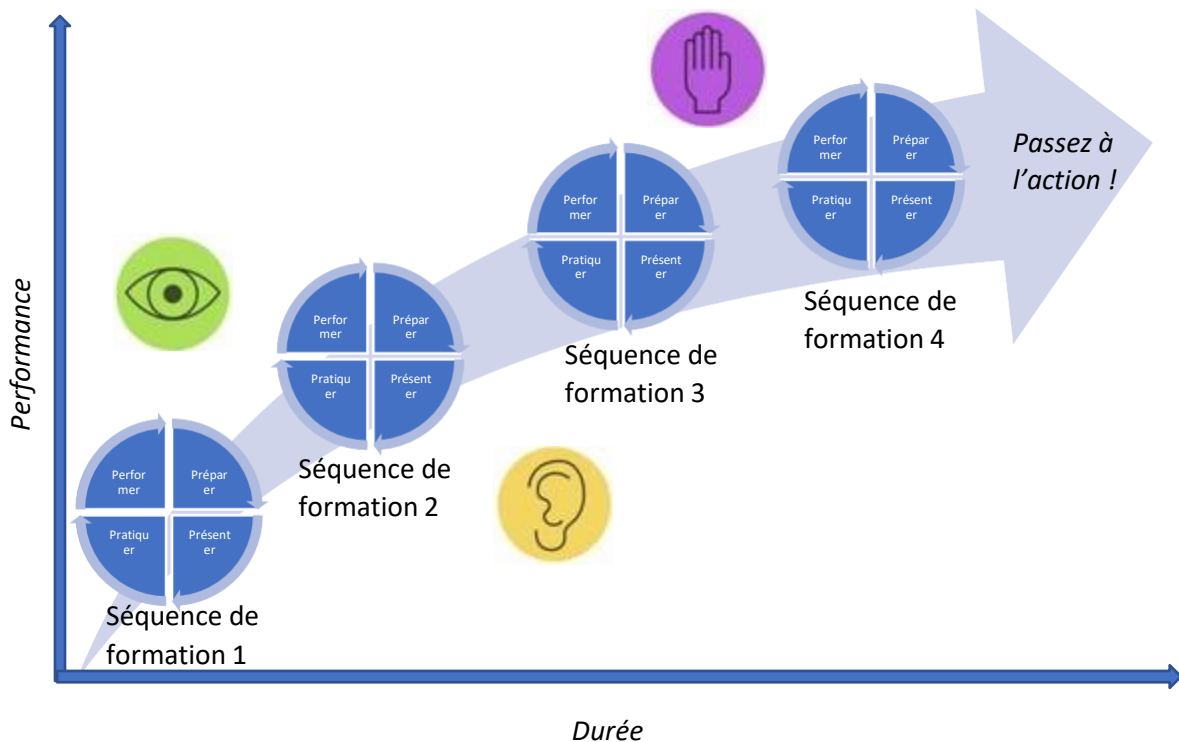 Performance
Perfor
mer
Prépar
er
Pratiqu
er
Présent
er
Séquence de
formation 1
Perfor
mer
Prépar
er
Pratiqu
er
Présent
er
Séquence de
formation 2
Perfor
mer
Prépar
er
Pratiqu
er
Présent
er
Séquence de
formation 3
Perfor
mer
Prépar
er
Pratiqu
er
Présent
er
Séquence de
formation 4
Passez à
l’action !
Durée